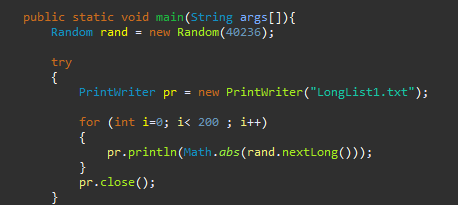 public static void main(String args[]){
Random rand = new Random(40236);
try
{
PrintWriter pr = new PrintWriter("LongList1.txt");
for (int i=0; i< 200 ; i++)
{
pr.println(Math.abs(rand.nextLong()));
}
pr.close();
}